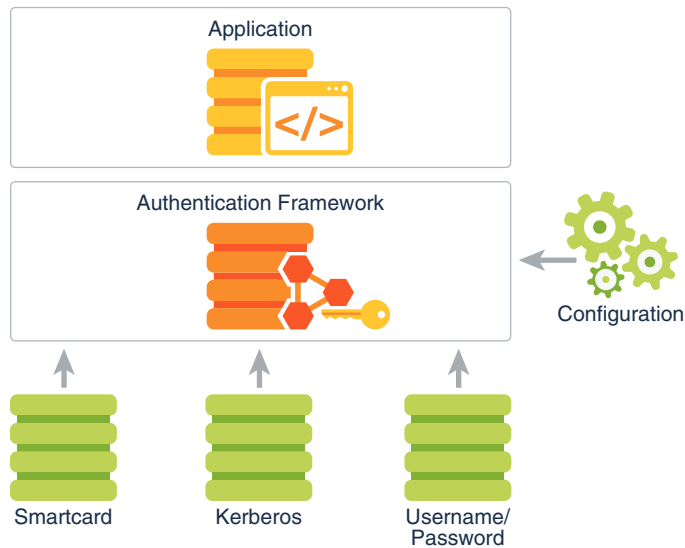 Application
</>
Authentication Framework
Configuration
Smartcard
Kerberos
Username/
Password